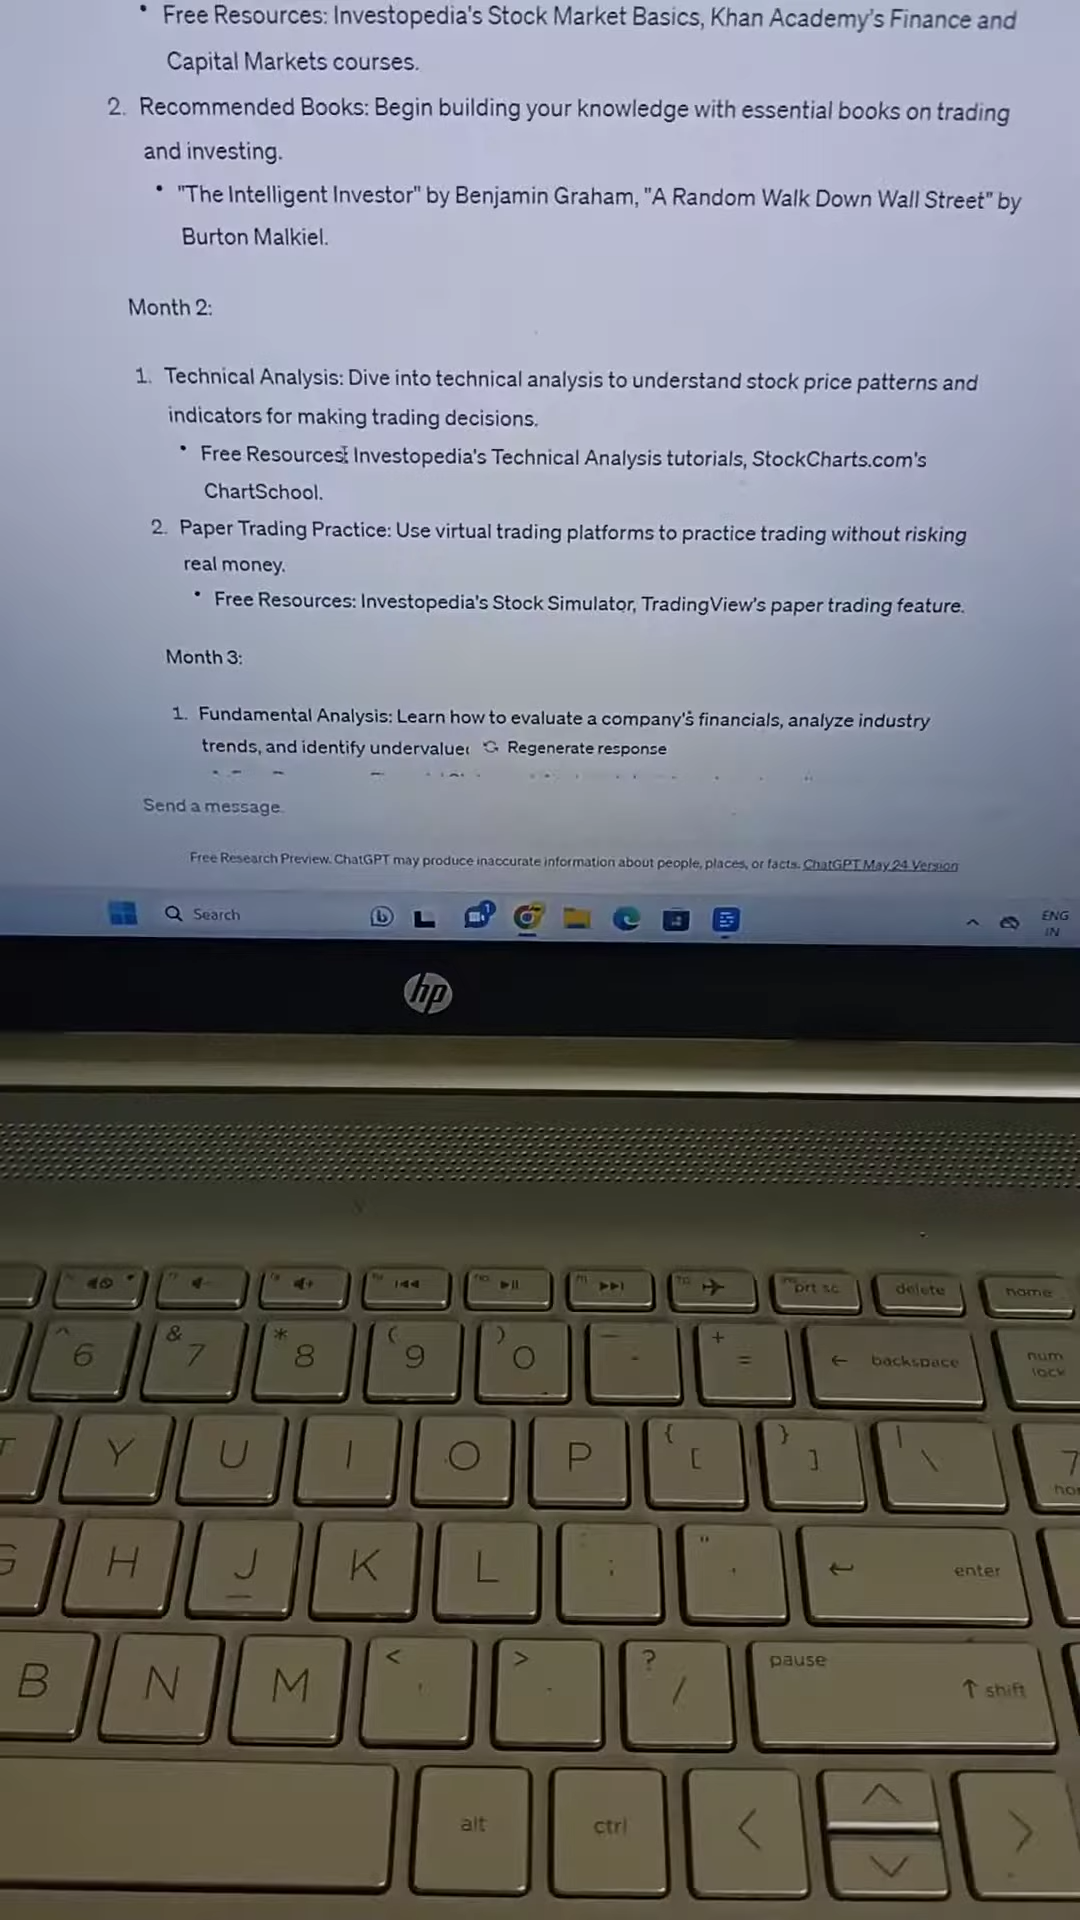 • Free Resources: Investopedia's Stock Market Basics, Khan Academy's Finance and
Capital Markets courses.
2. Recommended Books: Begin building your knowledge with essential books on trading
and investing.
• "The Intelligent Investor" by Benjamin Graham, "A Random Walk Down Wall Street" by
Burton Malkiel.
Month 2:
1. Technical Analysis: Dive into technical analysis to understand stock price patterns and
indicators for making trading decisions.
• Free Resources: Investopedia's Technical Analysis tutorials, StockCharts.com's
ChartSchool.
2. Paper Trading Practice: Use virtual trading platforms to practice trading without risking
real money.
• Free Resources: Investopedia's Stock Simulator, TradingView's paper trading feature.
Month 3:
1. Fundamental Analysis: Learn how to evaluate a company's financials, analyze industry
trends, and identify undervalue Regenerate response
Send a message.
Free Research Preview. ChatGPT may produce inaccurate information about people, places, or facts. ChatGPT May 24 Version
Search
1
ENG
IN
hp
prt sc delete home
^ 6 & 7 * 8 ( 9 ) 0 _ - + = ← backspace num lock
Y U I O P { [ } ] | \ 7
G H J K L ; " ' enter
B N M < , > . ? / pause ↑ shift
alt ctrl